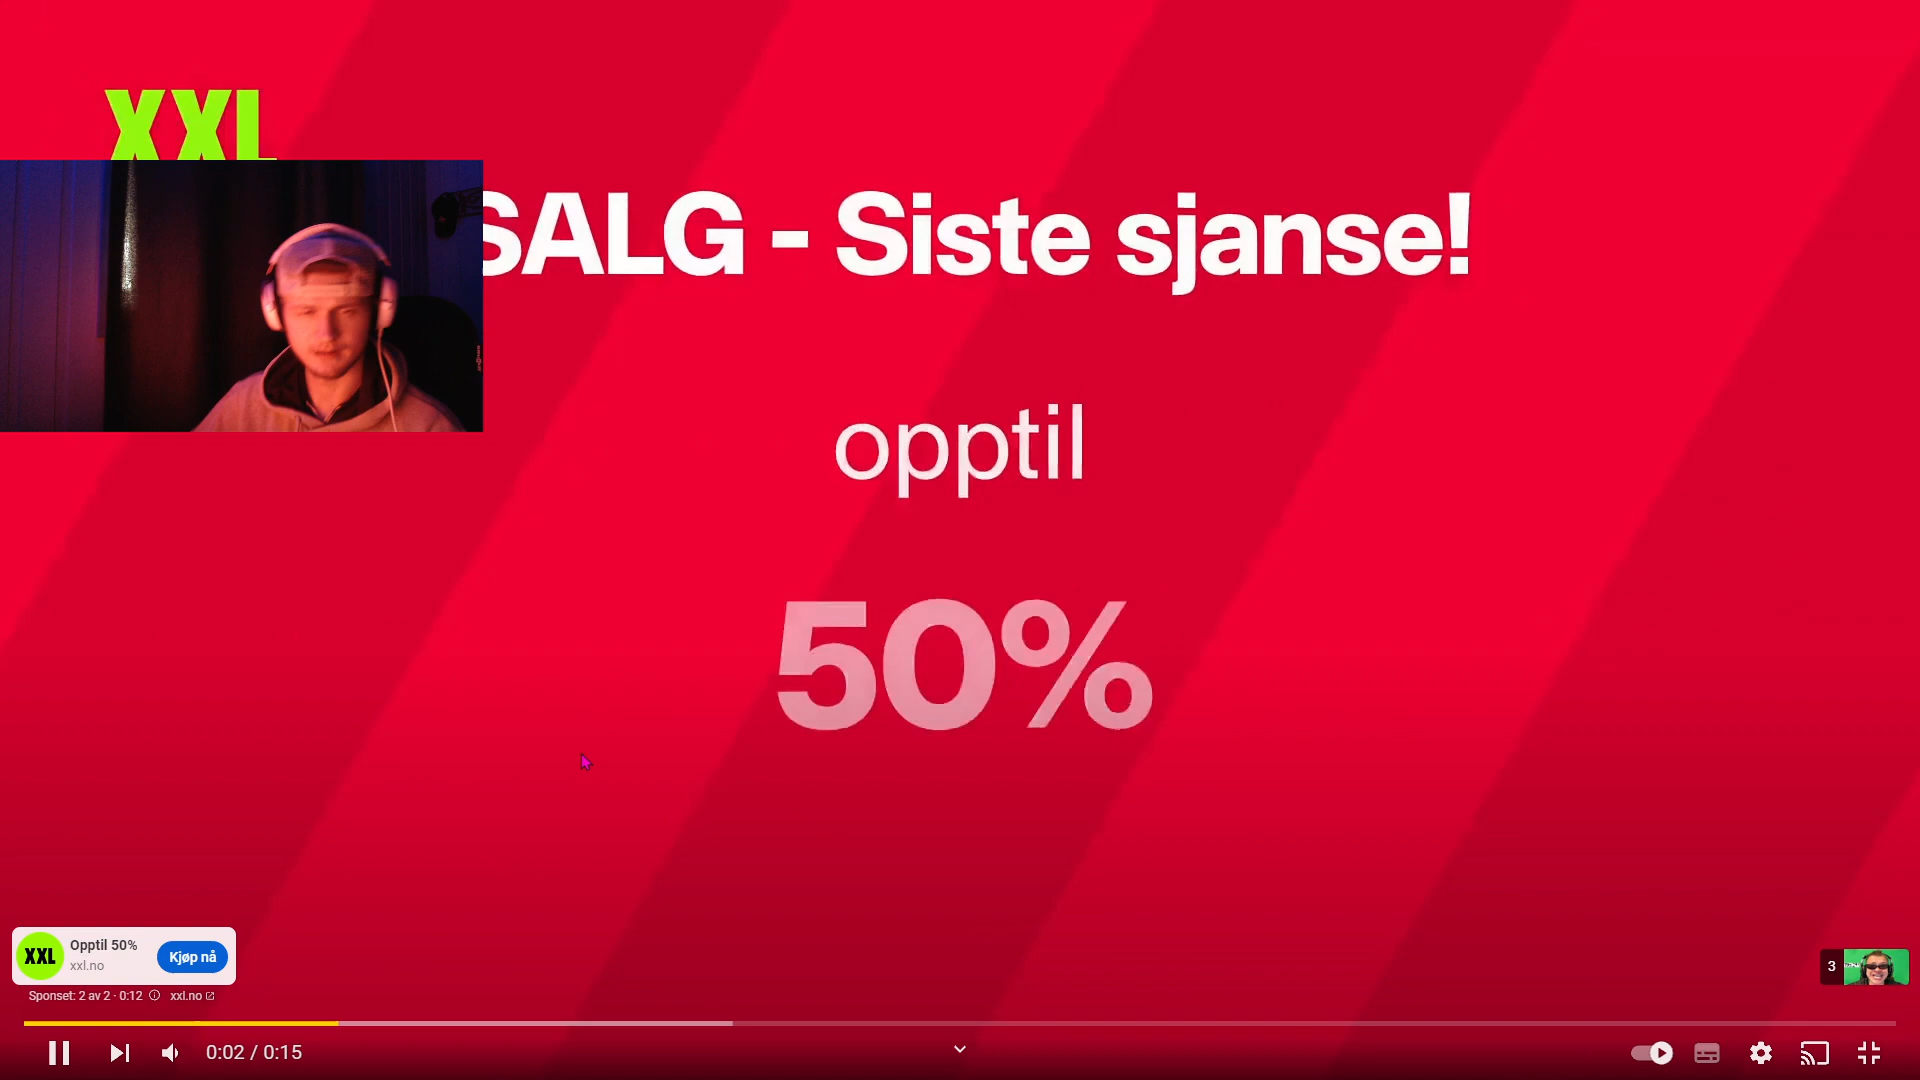 XXL
SALG - Siste sjanse!
opptil
50%
XXL
Opptil 50%
xxl.no
Kjøp nå
Sponset: 2 av 2 · 0:12
xxl.no
3
0:02 / 0:15